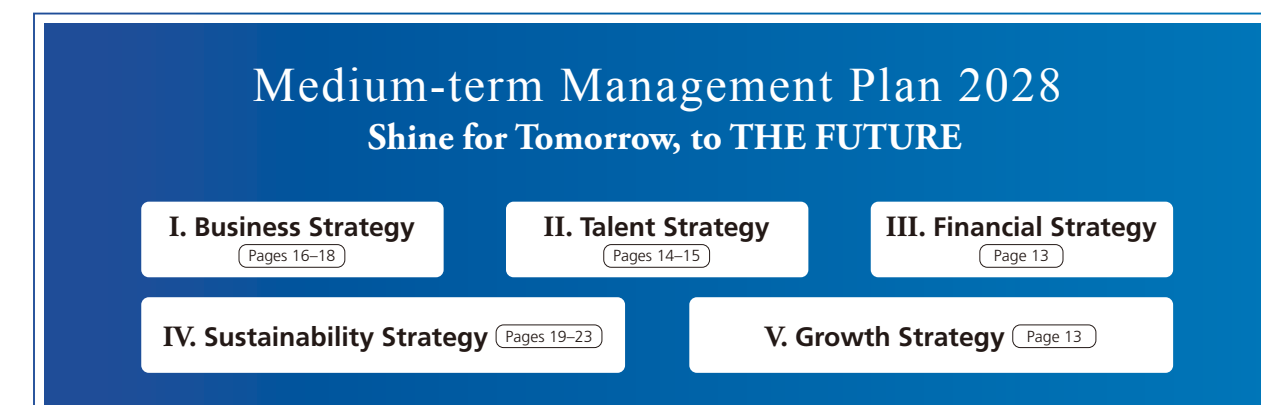 Medium-term Management Plan 2028
Shine for Tomorrow, to THE FUTURE
I. Business Strategy
Pages 16–18
II. Talent Strategy
Pages 14–15
III. Financial Strategy
Page 13
IV. Sustainability Strategy Pages 19–23
V. Growth Strategy Page 13